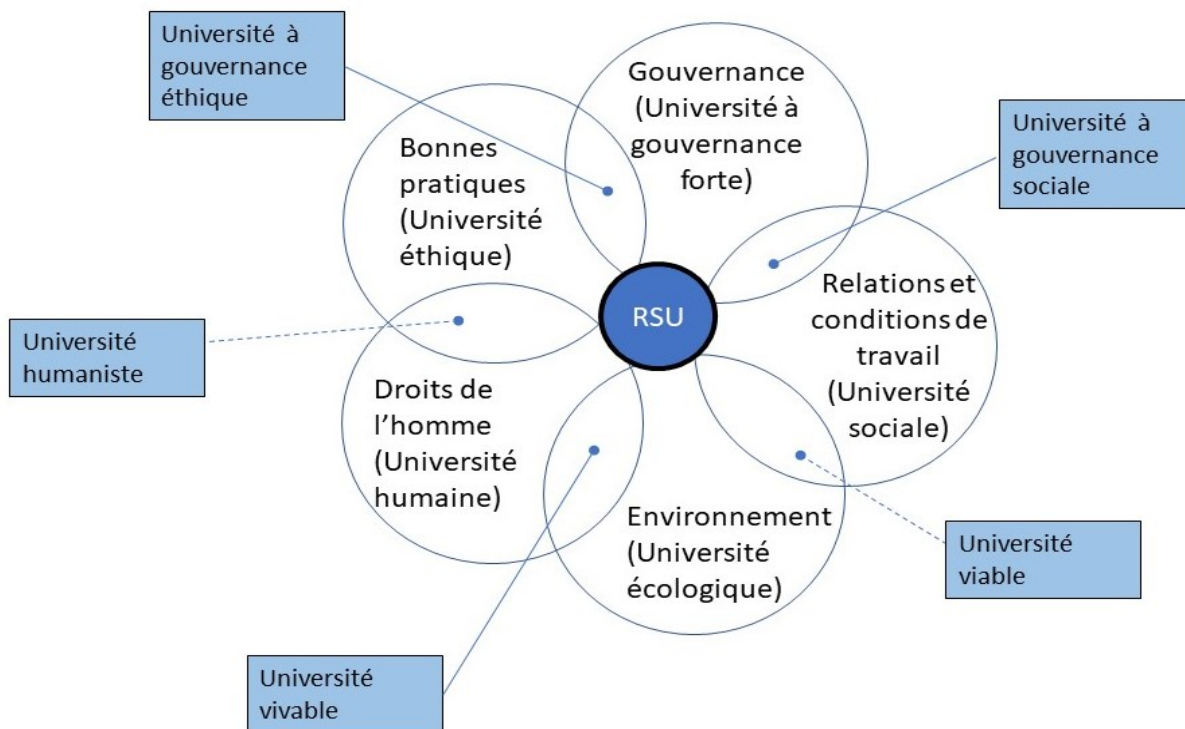 Université à
gouvernance
éthique
Gouvernance
(Université à
gouvernance
forte)
Université à
gouvernance
sociale
Bonnes
pratiques
(Université
éthique)
RSU
Relations et
conditions de
travail
(Université
sociale)
Université
humaniste
Droits de
l’homme
(Université
humaine)
Environnement
(Université
écologique)
Université
viable
Université
vivable